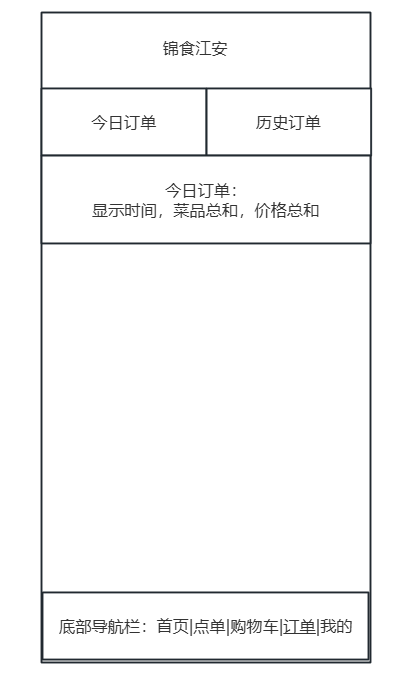 锦食江安
今日订单
历史订单
今日订单：
显示时间，菜品总和，价格总和
底部导航栏：首页|点单|购物车|订单|我的